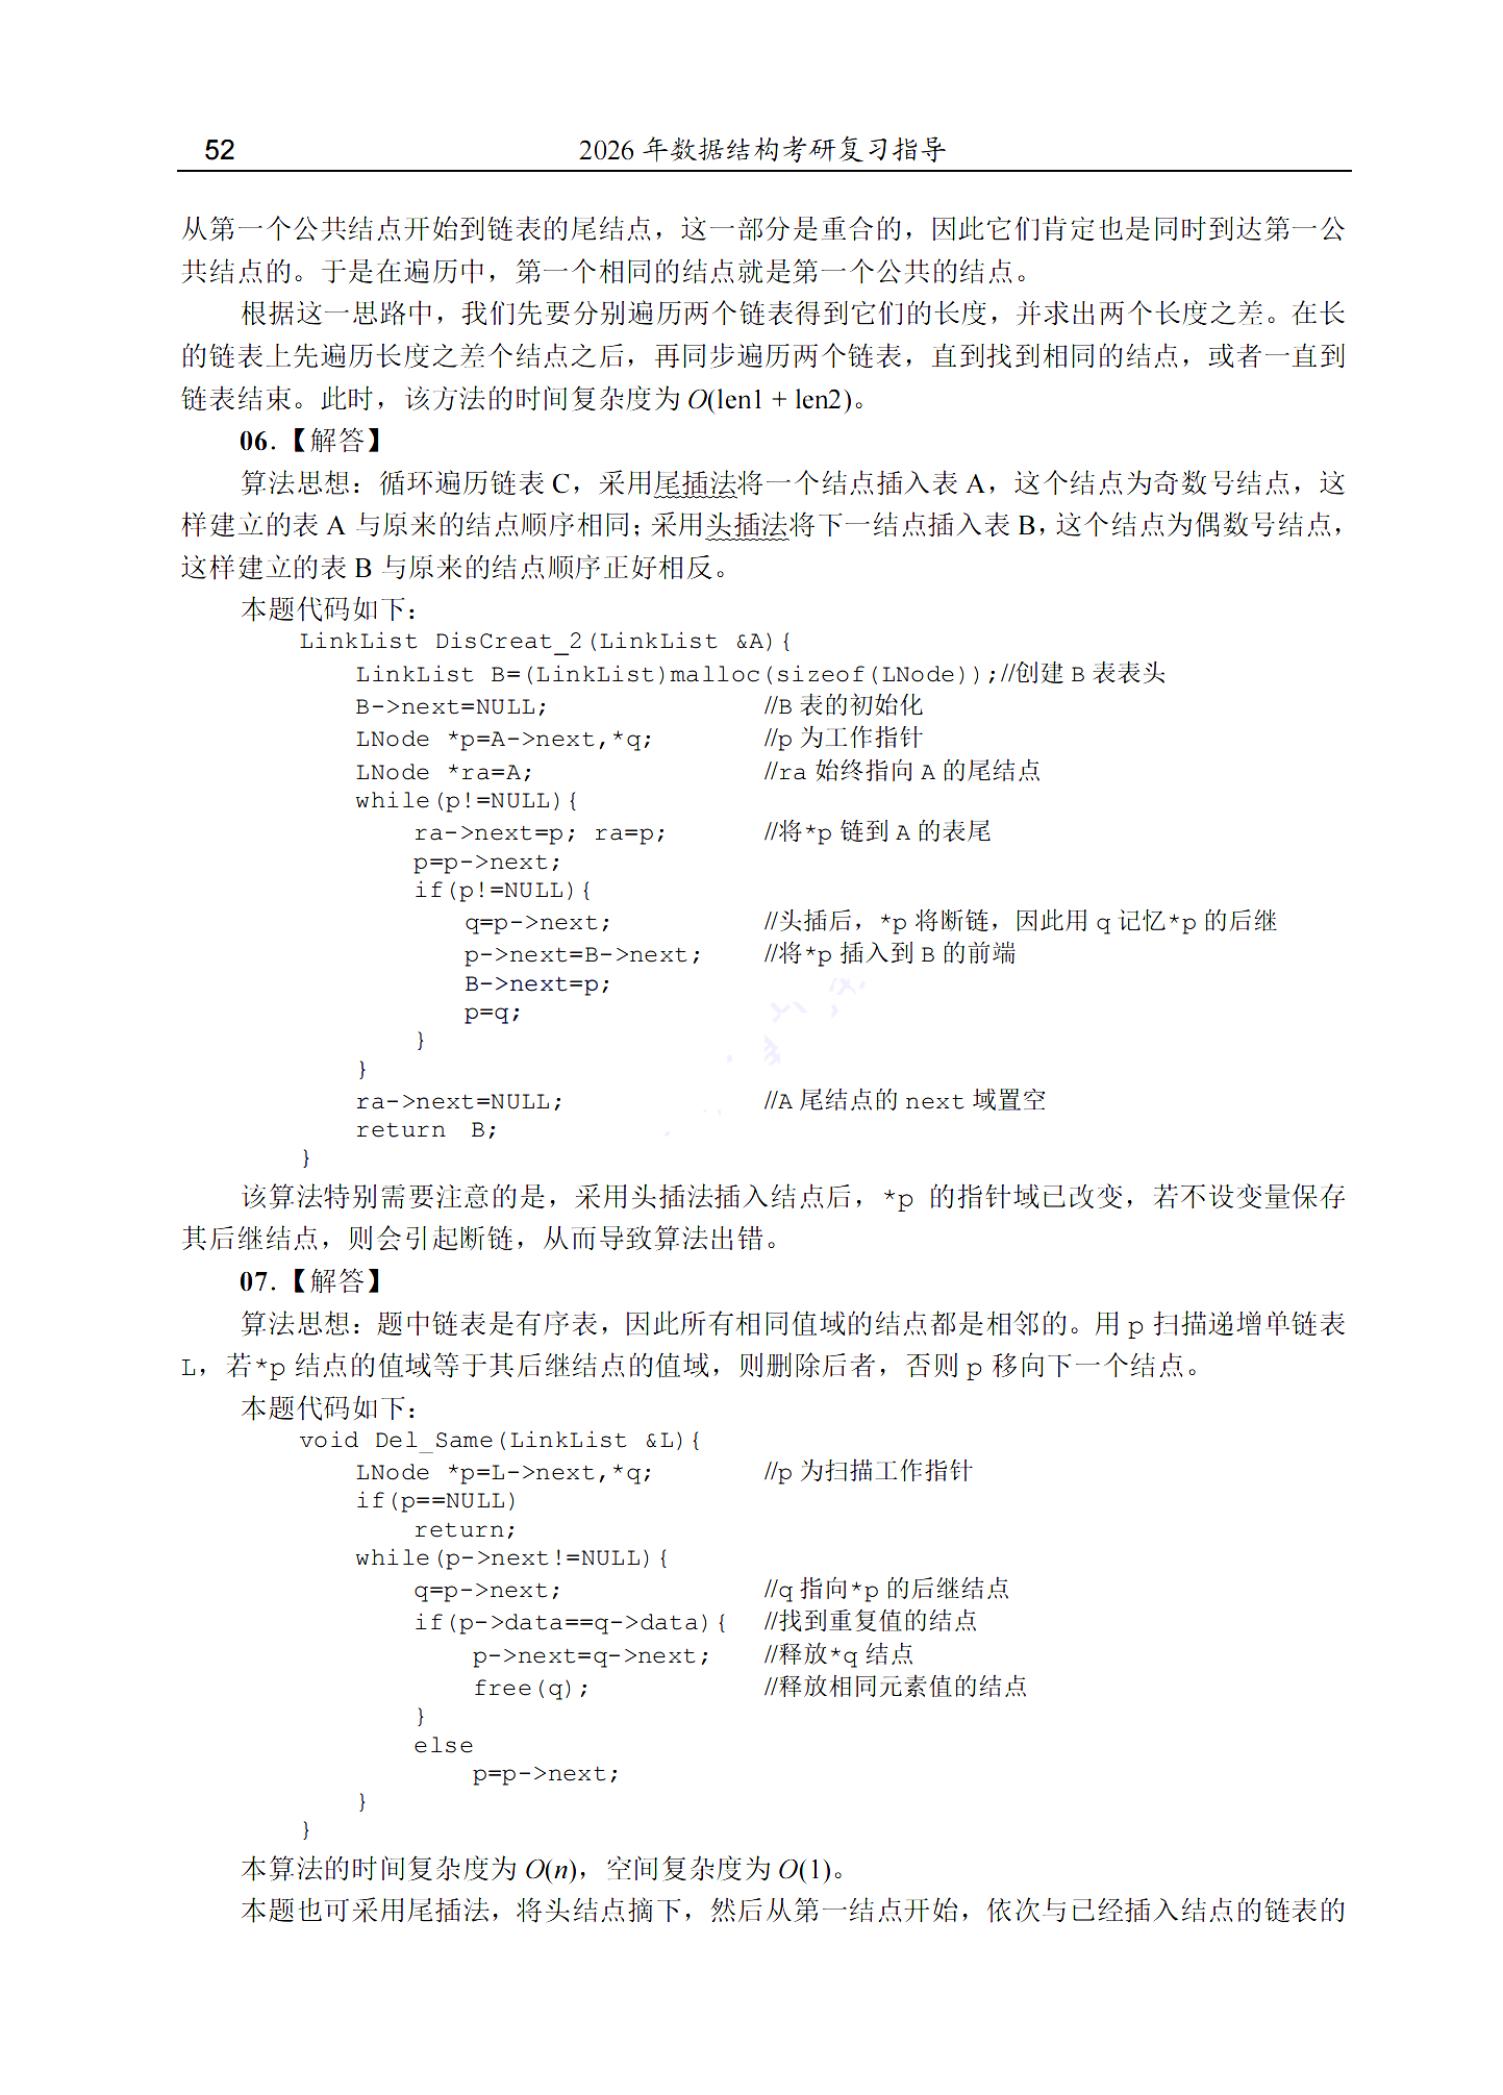 52
2026 年数据结构考研复习指导
从第一个公共结点开始到链表的尾结点，这一部分是重合的，因此它们肯定也是同时到达第一公
共结点的。于是在遍历中，第一个相同的结点就是第一个公共的结点。
根据这一思路中，我们先要分别遍历两个链表得到它们的长度，并求出两个长度之差。在长
的链表上先遍历长度之差个结点之后，再同步遍历两个链表，直到找到相同的结点，或者一直到
链表结束。此时，该方法的时间复杂度为 O(len1 + len2)。
06.【解答】
算法思想：循环遍历链表 C，采用尾插法将一个结点插入表 A，这个结点为奇数号结点，这
样建立的表 A 与原来的结点顺序相同；采用头插法将下一结点插入表 B，这个结点为偶数号结点，
这样建立的表 B 与原来的结点顺序正好相反。
本题代码如下：
LinkList DisCreat_2(LinkList &A){
LinkList B=(LinkList)malloc(sizeof(LNode));//创建 B 表表头
B->next=NULL; //B 表的初始化
LNode *p=A->next,*q; //p 为工作指针
LNode *ra=A; //ra 始终指向 A 的尾结点
while(p!=NULL){
ra->next=p; ra=p; //将*p 链到 A 的表尾
p=p->next;
if(p!=NULL){
q=p->next; //头插后，*p 将断链，因此用 q 记忆*p 的后继
p->next=B->next; //将*p 插入到 B 的前端
B->next=p;
p=q;
}
}
ra->next=NULL; //A 尾结点的 next 域置空
return B;
}
该算法特别需要注意的是，采用头插法插入结点后，*p 的指针域已改变，若不设变量保存
其后继结点，则会引起断链，从而导致算法出错。
07.【解答】
算法思想：题中链表是有序表，因此所有相同值域的结点都是相邻的。用 p 扫描递增单链表
L，若*p 结点的值域等于其后继结点的值域，则删除后者，否则 p 移向下一个结点。
本题代码如下：
void Del_Same(LinkList &L){
LNode *p=L->next,*q; //p 为扫描工作指针
if(p==NULL)
return;
while(p->next!=NULL){
q=p->next; //q 指向*p 的后继结点
if(p->data==q->data){ //找到重复值的结点
p->next=q->next; //释放*q 结点
free(q); //释放相同元素值的结点
}
else
p=p->next;
}
}
本算法的时间复杂度为 O(n)，空间复杂度为 O(1)。
本题也可采用尾插法，将头结点摘下，然后从第一结点开始，依次与已经插入结点的链表的